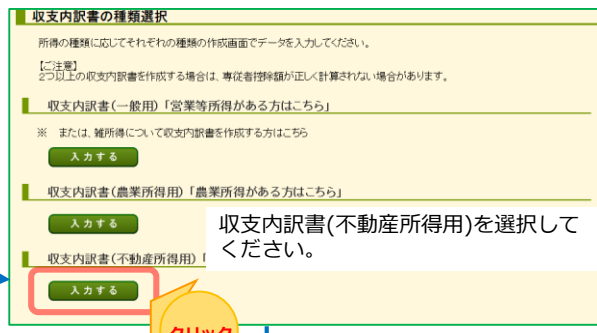 収支内訳書の種類選択
所得の種類に応じてそれぞれの種類の作成画面でデータを入力してください。
【ご注意】
2つ以上の収支内訳書を作成する場合は、専従者控除額が正しく計算されない場合があります。
収支内訳書(一般用)「営業等所得がある方はこちら」
※ または、雑所得について収支内訳書を作成する方はこちら
入力する
収支内訳書(農業所得用)「農業所得がある方はこちら」
入力する
収支内訳書(不動産所得用)を選択して
ください。
収支内訳書(不動産所得用)「
入力する
クリック